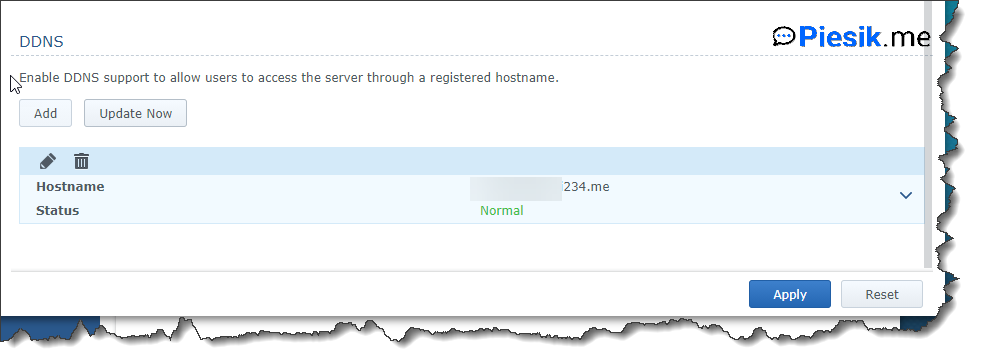 DDNS
Piesik.me
Enable DDNS support to allow users to access the server through a registered hostname.
Add Update Now
Hostname 234.me
Status Normal
Apply Reset